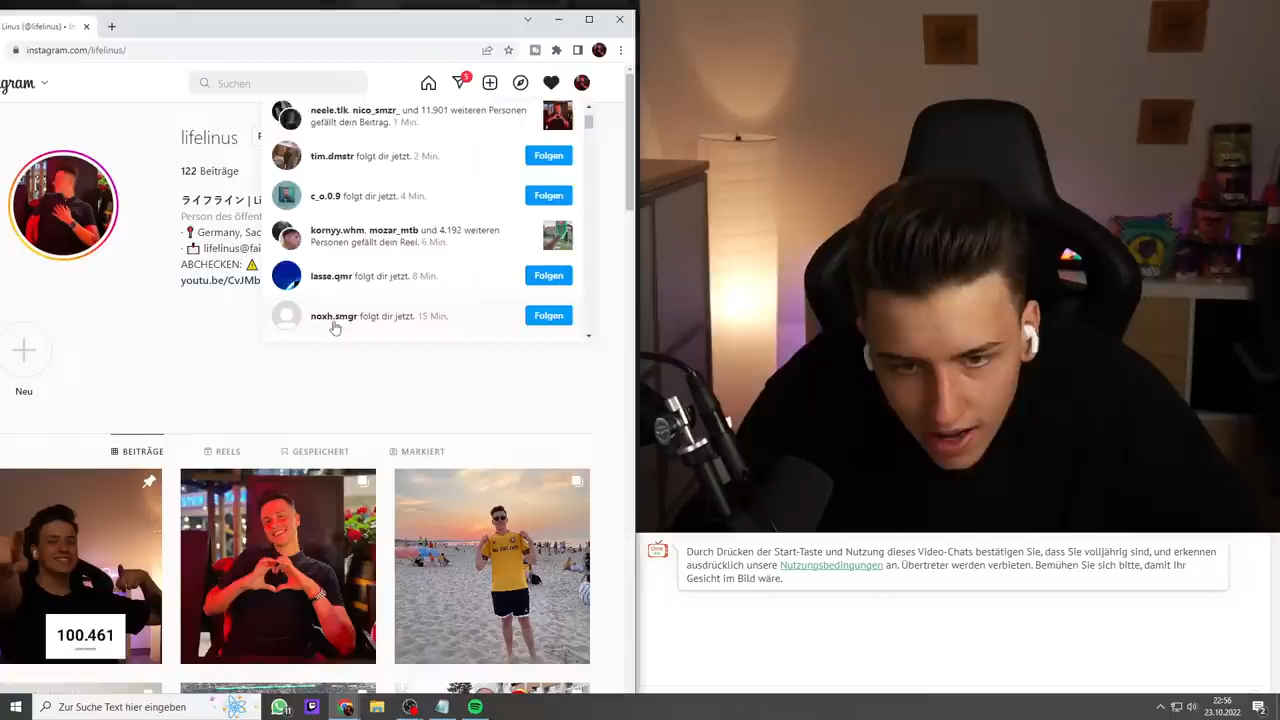 Linus (@lifelinus) • I
instagram.com/lifelinus/
gram
Suchen
5
lifelinus
122 Beiträge
ライフライン | Li
Person des öffent
Germany, Sac
lifelinus@fai
ABCHECKEN:
youtu.be/CvJMb
neele.tlk, nico_smzr_ und 11.901 weiteren Personen
gefällt dein Beitrag. 1 Min.
tim.dmstr folgt dir jetzt. 2 Min.
Folgen
c_o.0.9 folgt dir jetzt. 4 Min.
Folgen
kornyy.whm, mozar_mtb und 4.192 weiteren
Personen gefällt dein Reel. 6 Min.
lasse.qmr folgt dir jetzt. 8 Min.
Folgen
noxh.smgr folgt dir jetzt. 15 Min.
Folgen
Neu
BEITRÄGE
REELS
GESPEICHERT
MARKIERT
100.461
Durch Drücken der Start-Taste und Nutzung dieses Video-Chats bestätigen Sie, dass Sie volljährig sind, und erkennen
ausdrücklich unsere Nutzungsbedingungen an. Übertreter werden verbieten. Bemühen Sie sich bitte, damit Ihr
Gesicht im Bild wäre.
Zur Suche Text hier eingeben
11
22:56
23.10.2022
2